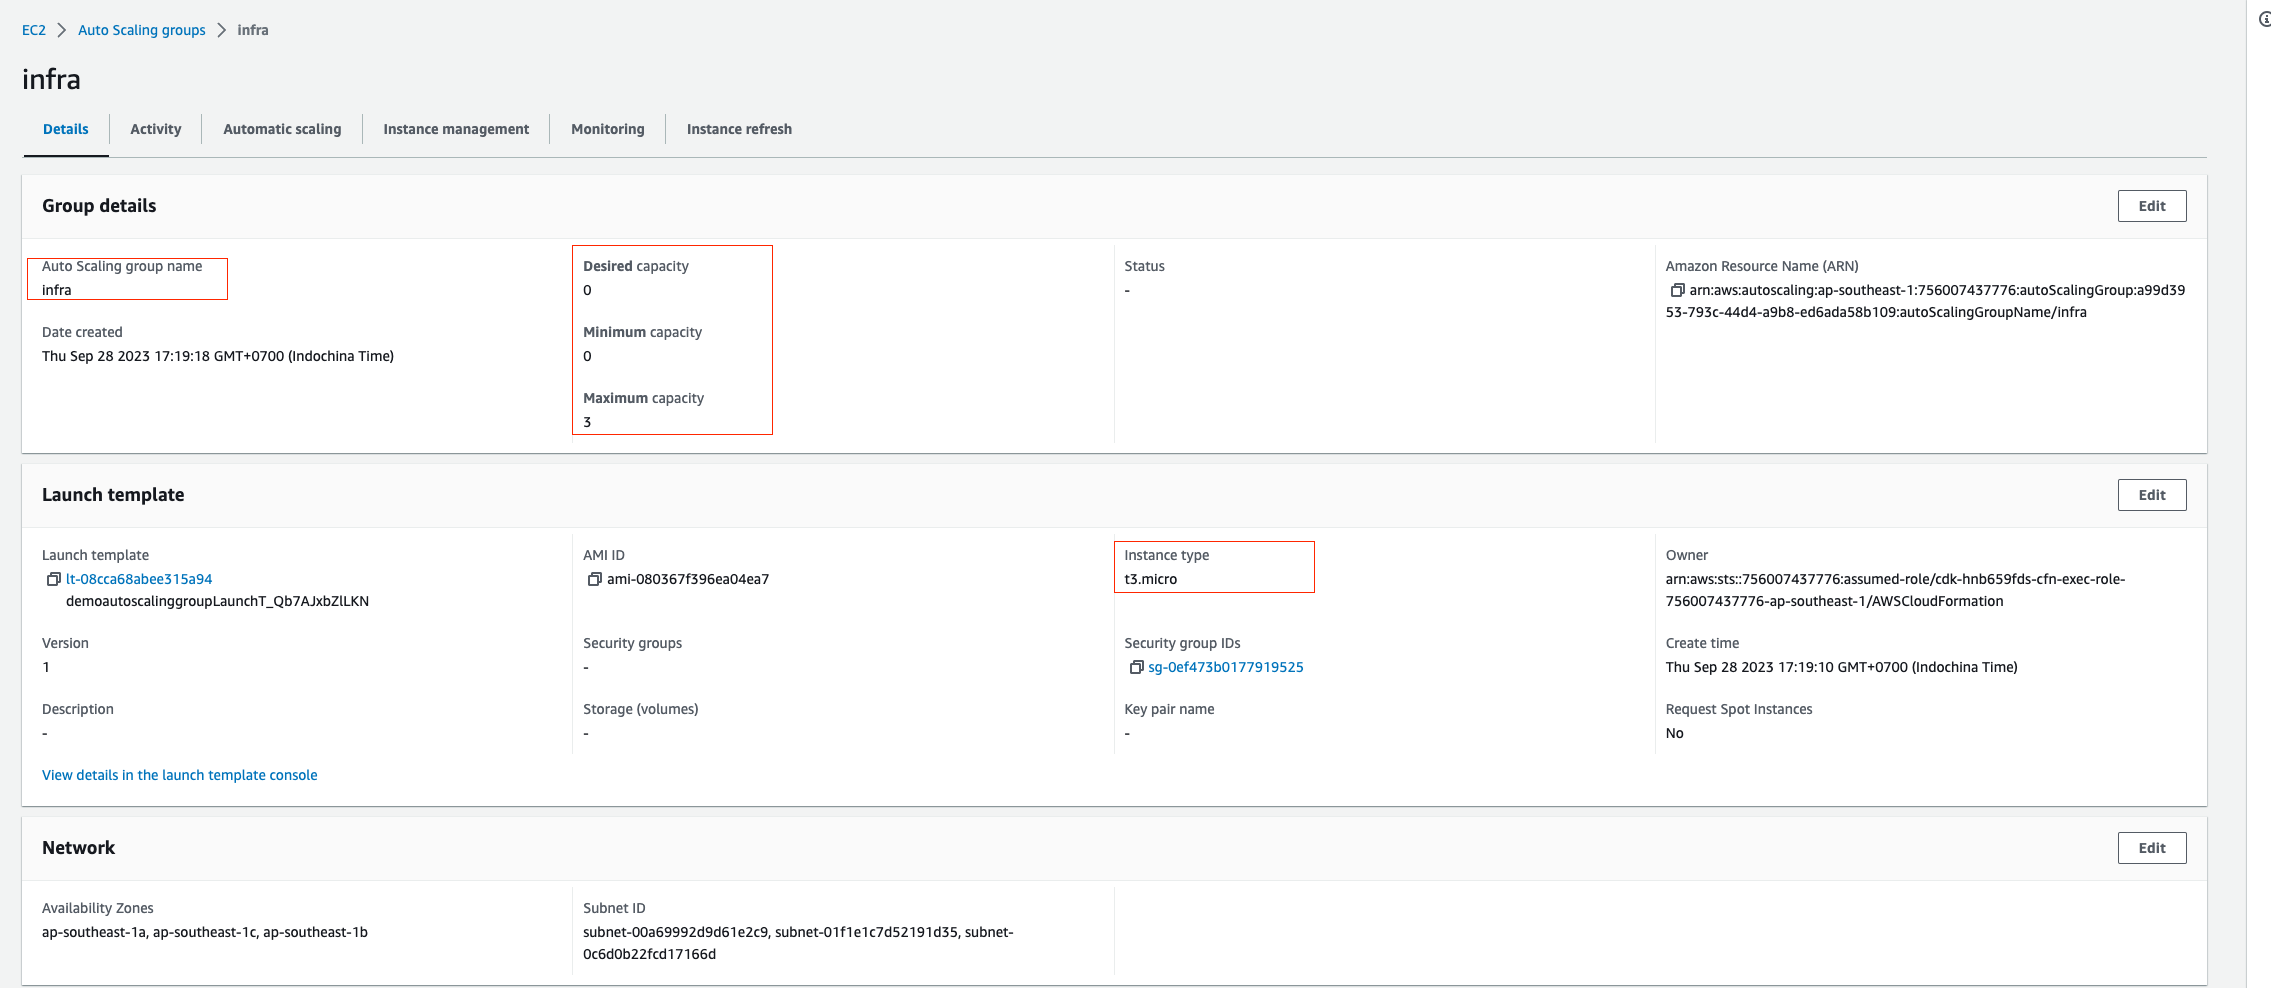 EC2 > Auto Scaling groups > infra
infra
Details
Activity
Automatic scaling
Instance management
Monitoring
Instance refresh
Group details
Edit
Auto Scaling group name
infra
Date created
Thu Sep 28 2023 17:19:18 GMT+0700 (Indochina Time)
Desired capacity
0
Minimum capacity
0
Maximum capacity
3
Status
-
Amazon Resource Name (ARN)
arn:aws:autoscaling:ap-southeast-1:756007437776:autoScalingGroup:a99d39
53-793c-44d4-a9b8-ed6ada58b109:autoScalingGroupName/infra
Launch template
Edit
Launch template
lt-08cca68abee315a94
demoautoscalinggroupLaunchT_Qb7AJxbZlLKN
AMI ID
ami-080367f396ea04ea7
Instance type
t3.micro
Owner
arn:aws:sts::756007437776:assumed-role/cdk-hnb659fds-cfn-exec-role-
756007437776-ap-southeast-1/AWSCloudFormation
Version
1
Security groups
-
Security group IDs
sg-0ef473b0177919525
Create time
Thu Sep 28 2023 17:19:10 GMT+0700 (Indochina Time)
Description
-
Storage (volumes)
-
Key pair name
-
Request Spot Instances
No
View details in the launch template console
Network
Edit
Availability Zones
ap-southeast-1a, ap-southeast-1c, ap-southeast-1b
Subnet ID
subnet-00a69992d9d61e2c9, subnet-01f1e1c7d52191d35, subnet-
0c6d0b22fcd17166d